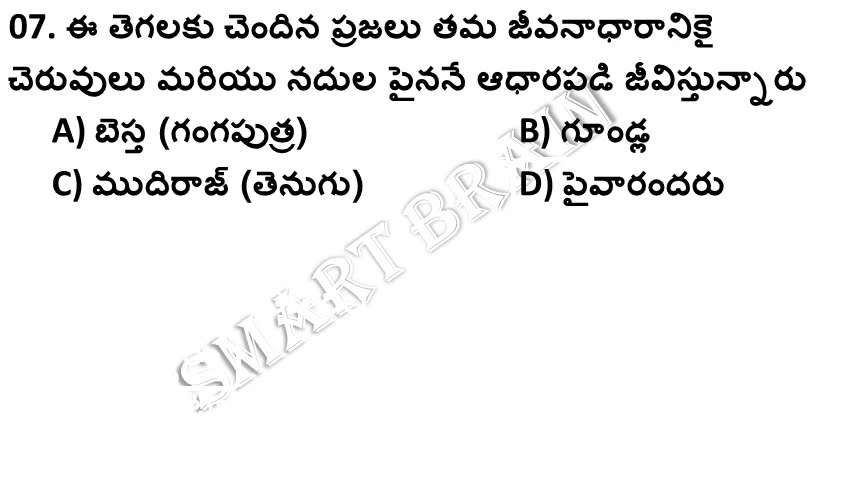 07. ఈ తెగలకు చెందిన ప్రజలు తమ జీవనాధారానికై
చెరువులు మరియు నదుల పైననే ఆధారపడి జీవిస్తున్నారు
A) బెస్త (గంగపుత్ర) B) గూండ్ల
C) ముదిరాజ్ (తెనుగు) D) పైవారందరు
SMART BRAIN